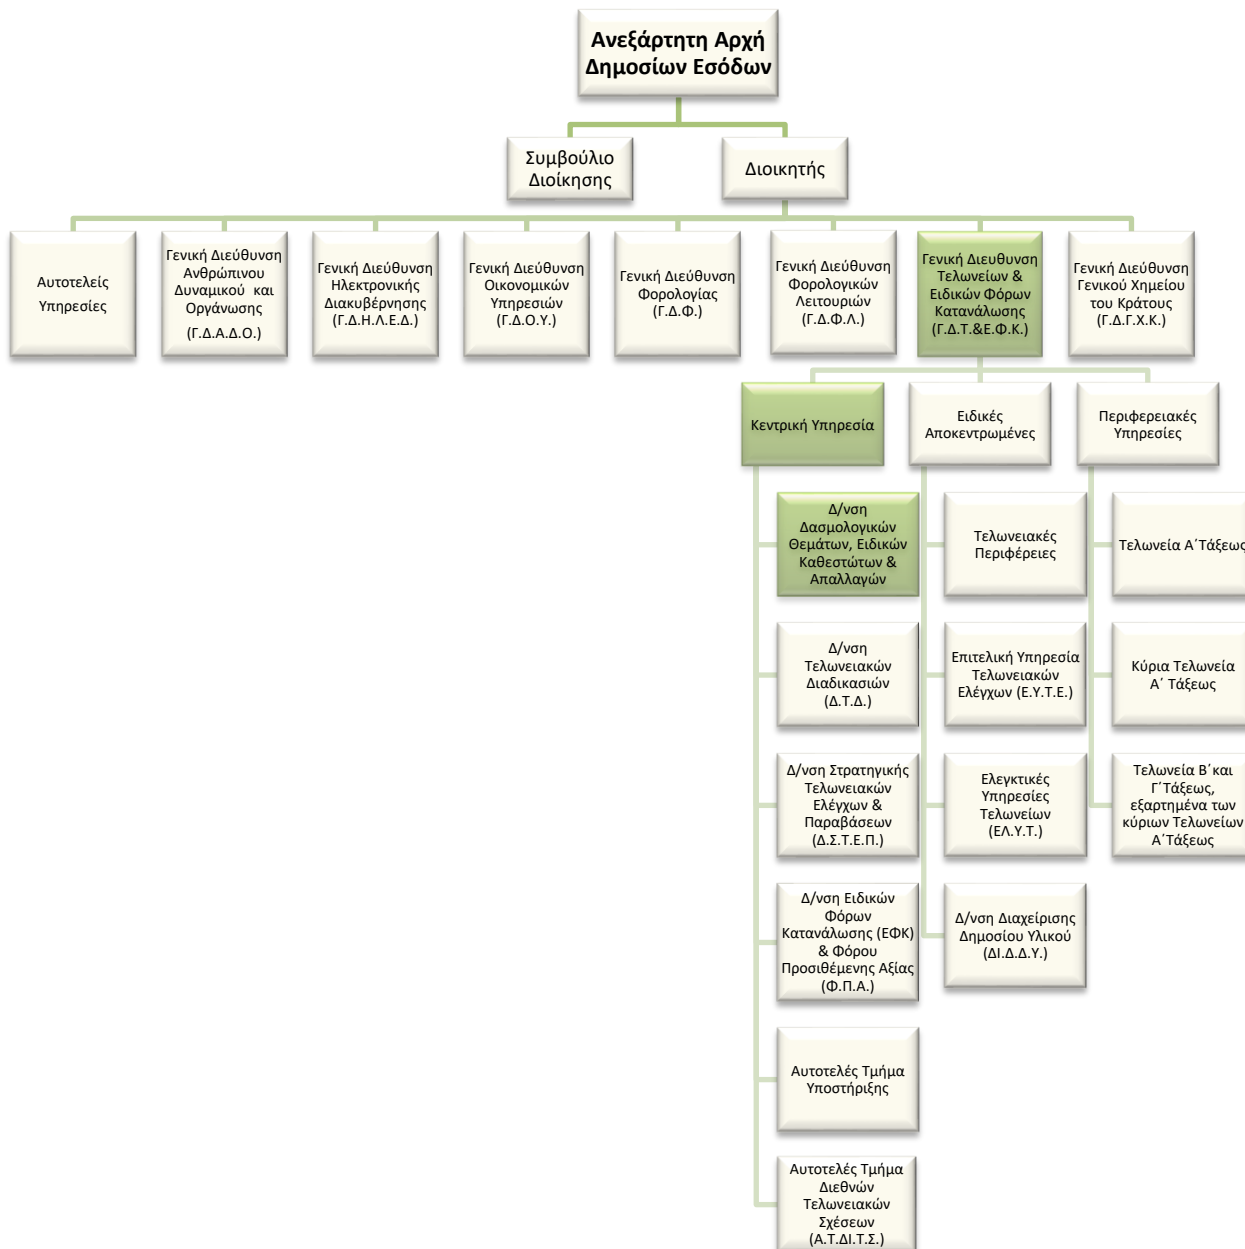 Ανεξάρτητη Αρχή
Δημοσίων Εσόδων
Συμβούλιο
Διοίκησης
Διοικητής
Αυτοτελείς
Υπηρεσίες
Γενική Διεύθυνση
Ανθρώπινου
Δυναμικού και
Οργάνωσης
(Γ.Δ.Α.Δ.Ο.)
Γενική Διεύθυνση
Ηλεκτρονικής
Διακυβέρνησης
(Γ.Δ.Η.Λ.Ε.Δ.)
Γενική Διεύθυνση
Οικονομικών
Υπηρεσιών
(Γ.Δ.Ο.Υ.)
Γενική Διεύθυνση
Φορολογίας
(Γ.Δ.Φ.)
Γενική Διεύθυνση
Φορολογικών
Λειτουριών
(Γ.Δ.Φ.Λ.)
Γενική Διευθυνση
Τελωνείων &
Ειδικών Φόρων
Κατανάλωσης
(Γ.Δ.Τ.&Ε.Φ.Κ.)
Γενική Διεύθυνση
Γενικού Χημείου
του Κράτους
(Γ.Δ.Γ.Χ.Κ.)
Κεντρική Υπηρεσία
Ειδικές
Αποκεντρωμένες
Περιφερειακές
Υπηρεσίες
Δ/νση
Δασμολογικών
Θεμάτων, Ειδικών
Καθεστώτων &
Απαλλαγών
Δ/νση
Τελωνειακών
Διαδικασιών
(Δ.Τ.Δ.)
Δ/νση Στρατηγικής
Τελωνειακών
Ελέγχων &
Παραβάσεων
(Δ.Σ.Τ.Ε.Π.)
Δ/νση Ειδικών
Φόρων
Κατανάλωσης (ΕΦΚ)
& Φόρου
Προσιθέμενης Αξίας
(Φ.Π.Α.)
Αυτοτελές Τμήμα
Υποστήριξης
Αυτοτελές Τμήμα
Διεθνών
Τελωνειακών
Σχέσεων
(Α.Τ.ΔΙ.Τ.Σ.)
Τελωνειακές
Περιφέρειες
Επιτελική Υπηρεσία
Τελωνειακών
Ελέγχων (Ε.Υ.Τ.Ε.)
Ελεγκτικές
Υπηρεσίες
Τελωνείων
(ΕΛ.Υ.Τ.)
Δ/νση Διαχείρισης
Δημοσίου Υλικού
(ΔΙ.Δ.Δ.Υ.)
Τελωνεία Α΄Τάξεως
Κύρια Τελωνεία
Α΄ Τάξεως
Τελωνεία Β΄και
Γ΄Τάξεως,
εξαρτημένα των
κύριων Τελωνείων
Α΄Τάξεως